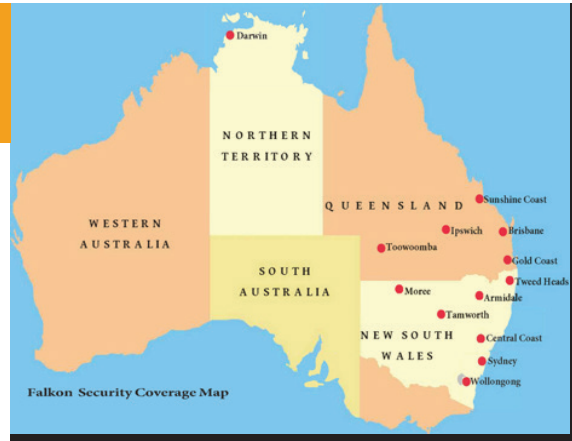 Darwin
NORTHERN
TERRITORY
Sunshine Coast
QUEENSLAND
WESTERN
AUSTRALIA
Ipswich
Brisbane
Toowoomba
Gold Coast
SOUTH
AUSTRALIA
Tweed Heads
Moree
Armidale
Tamworth
NEW SOUTH
WALES
Central Coast
Sydney
Wollongong
Falkon Security Coverage Map